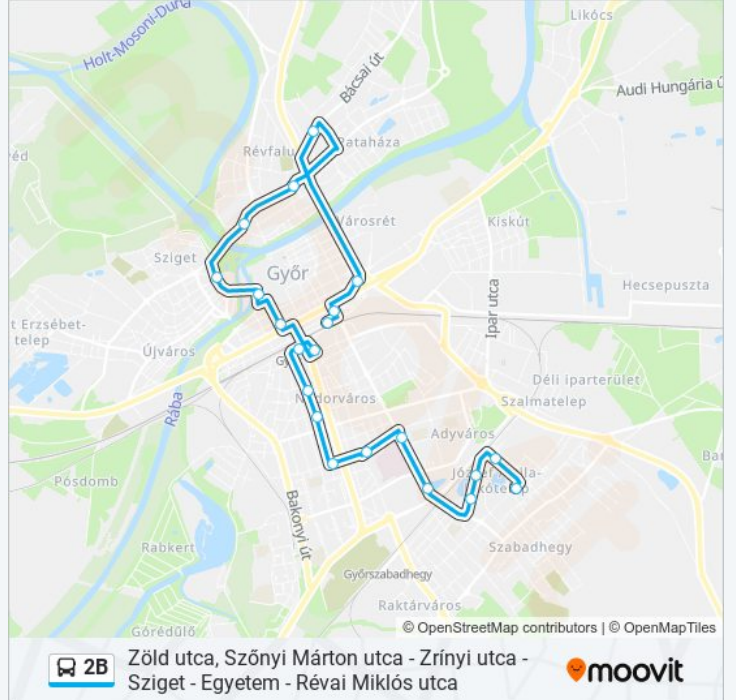 Holt-Mosoni-Duna
Likócs
Bácsai út
Audi Hungária ú
Révfalu
Pataháza
véd
Városrét
Kiskút
Sziget
Győr
Hecsepuszta
t Erzsébet-
telep
Újváros
Ipar utca
Rába
Déli iparterület
Szalmatelep
Nádorváros
Adyváros
Pósdomb
Bakonyi út
Szabadhegy
Rabkert
Győrszabadhegy
Raktárváros
Górédűlő
© OpenStreetMap contributors | © OpenMapTiles
2B
Zöld utca, Szőnyi Márton utca - Zrínyi utca -
Sziget - Egyetem - Révai Miklós utca
moovit